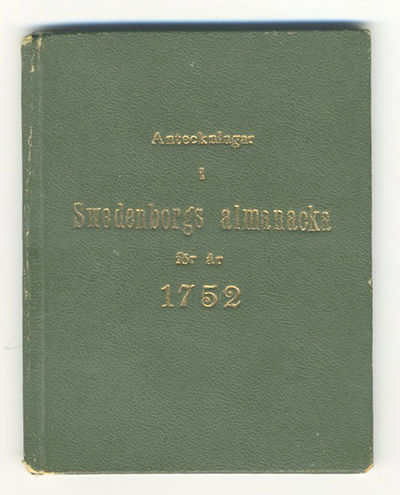 Anteckningar
i
Swedenborgs almanacka
för år
1752